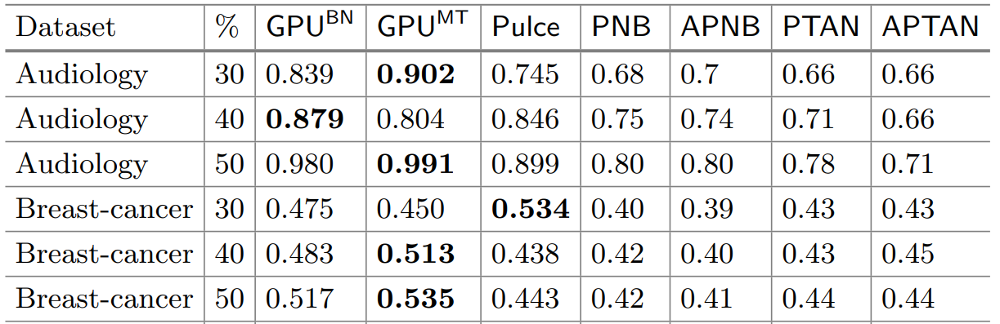 Dataset % GPU^BN GPU^MT Pulce PNB APNB PTAN APTAN
Audiology 30 0.839 0.902 0.745 0.68 0.7 0.66 0.66
Audiology 40 0.879 0.804 0.846 0.75 0.74 0.71 0.66
Audiology 50 0.980 0.991 0.899 0.80 0.80 0.78 0.71
Breast-cancer 30 0.475 0.450 0.534 0.40 0.39 0.43 0.43
Breast-cancer 40 0.483 0.513 0.438 0.42 0.40 0.43 0.45
Breast-cancer 50 0.517 0.535 0.443 0.42 0.41 0.44 0.44